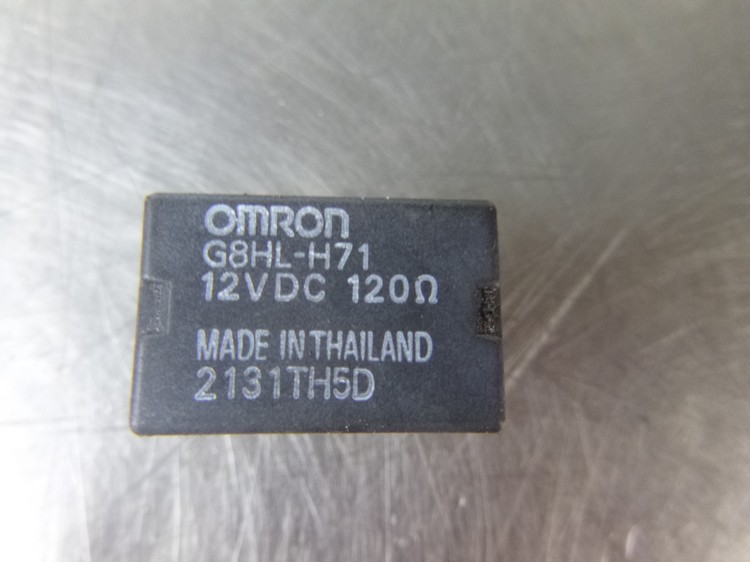 OMRON
G8HL-H71
12VDC 120Ω
MADE IN THAILAND
2131TH5D